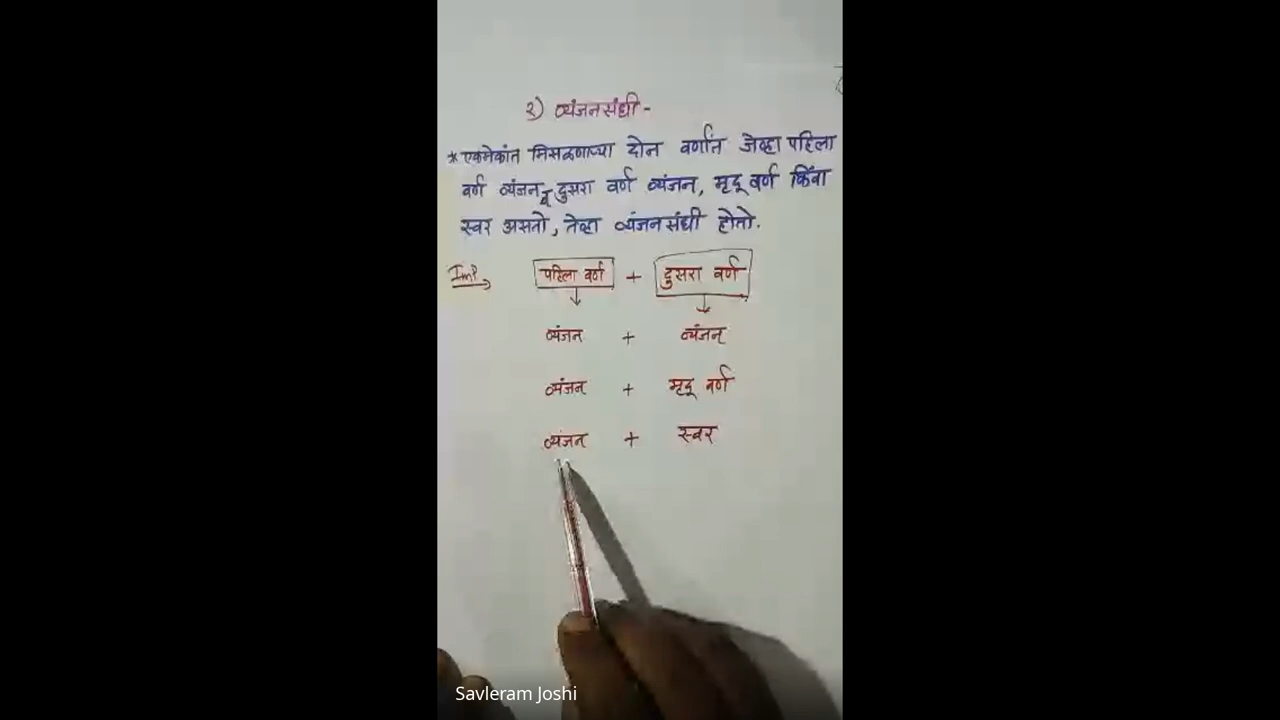 २) व्यंजनसंधी -
* एकमेकांत मिसळणाऱ्या दोन वर्णांत जेव्हा पहिला
वर्ण व्यंजन व दुसरा वर्ण व्यंजन, मृदू वर्ण किंवा
स्वर असतो, तेव्हा व्यंजनसंधी होतो.
Imp पहिला वर्ण + दुसरा वर्ण
व्यंजन + व्यंजन
व्यंजन + मृदू वर्ण
व्यंजन + स्वर
Savleram Joshi